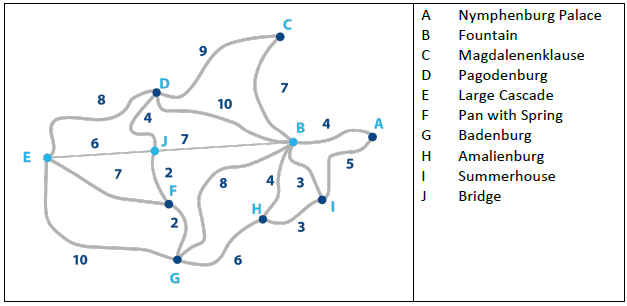 C
9
D
8
7
10
4
B
4
A
6
J
7
E
5
7
2
F
8
4
3
I
2
H
3
10
G
6
A Nymphenburg Palace
B Fountain
C Magdalenenklause
D Pagodenburg
E Large Cascade
F Pan with Spring
G Badenburg
H Amalienburg
I Summerhouse
J Bridge